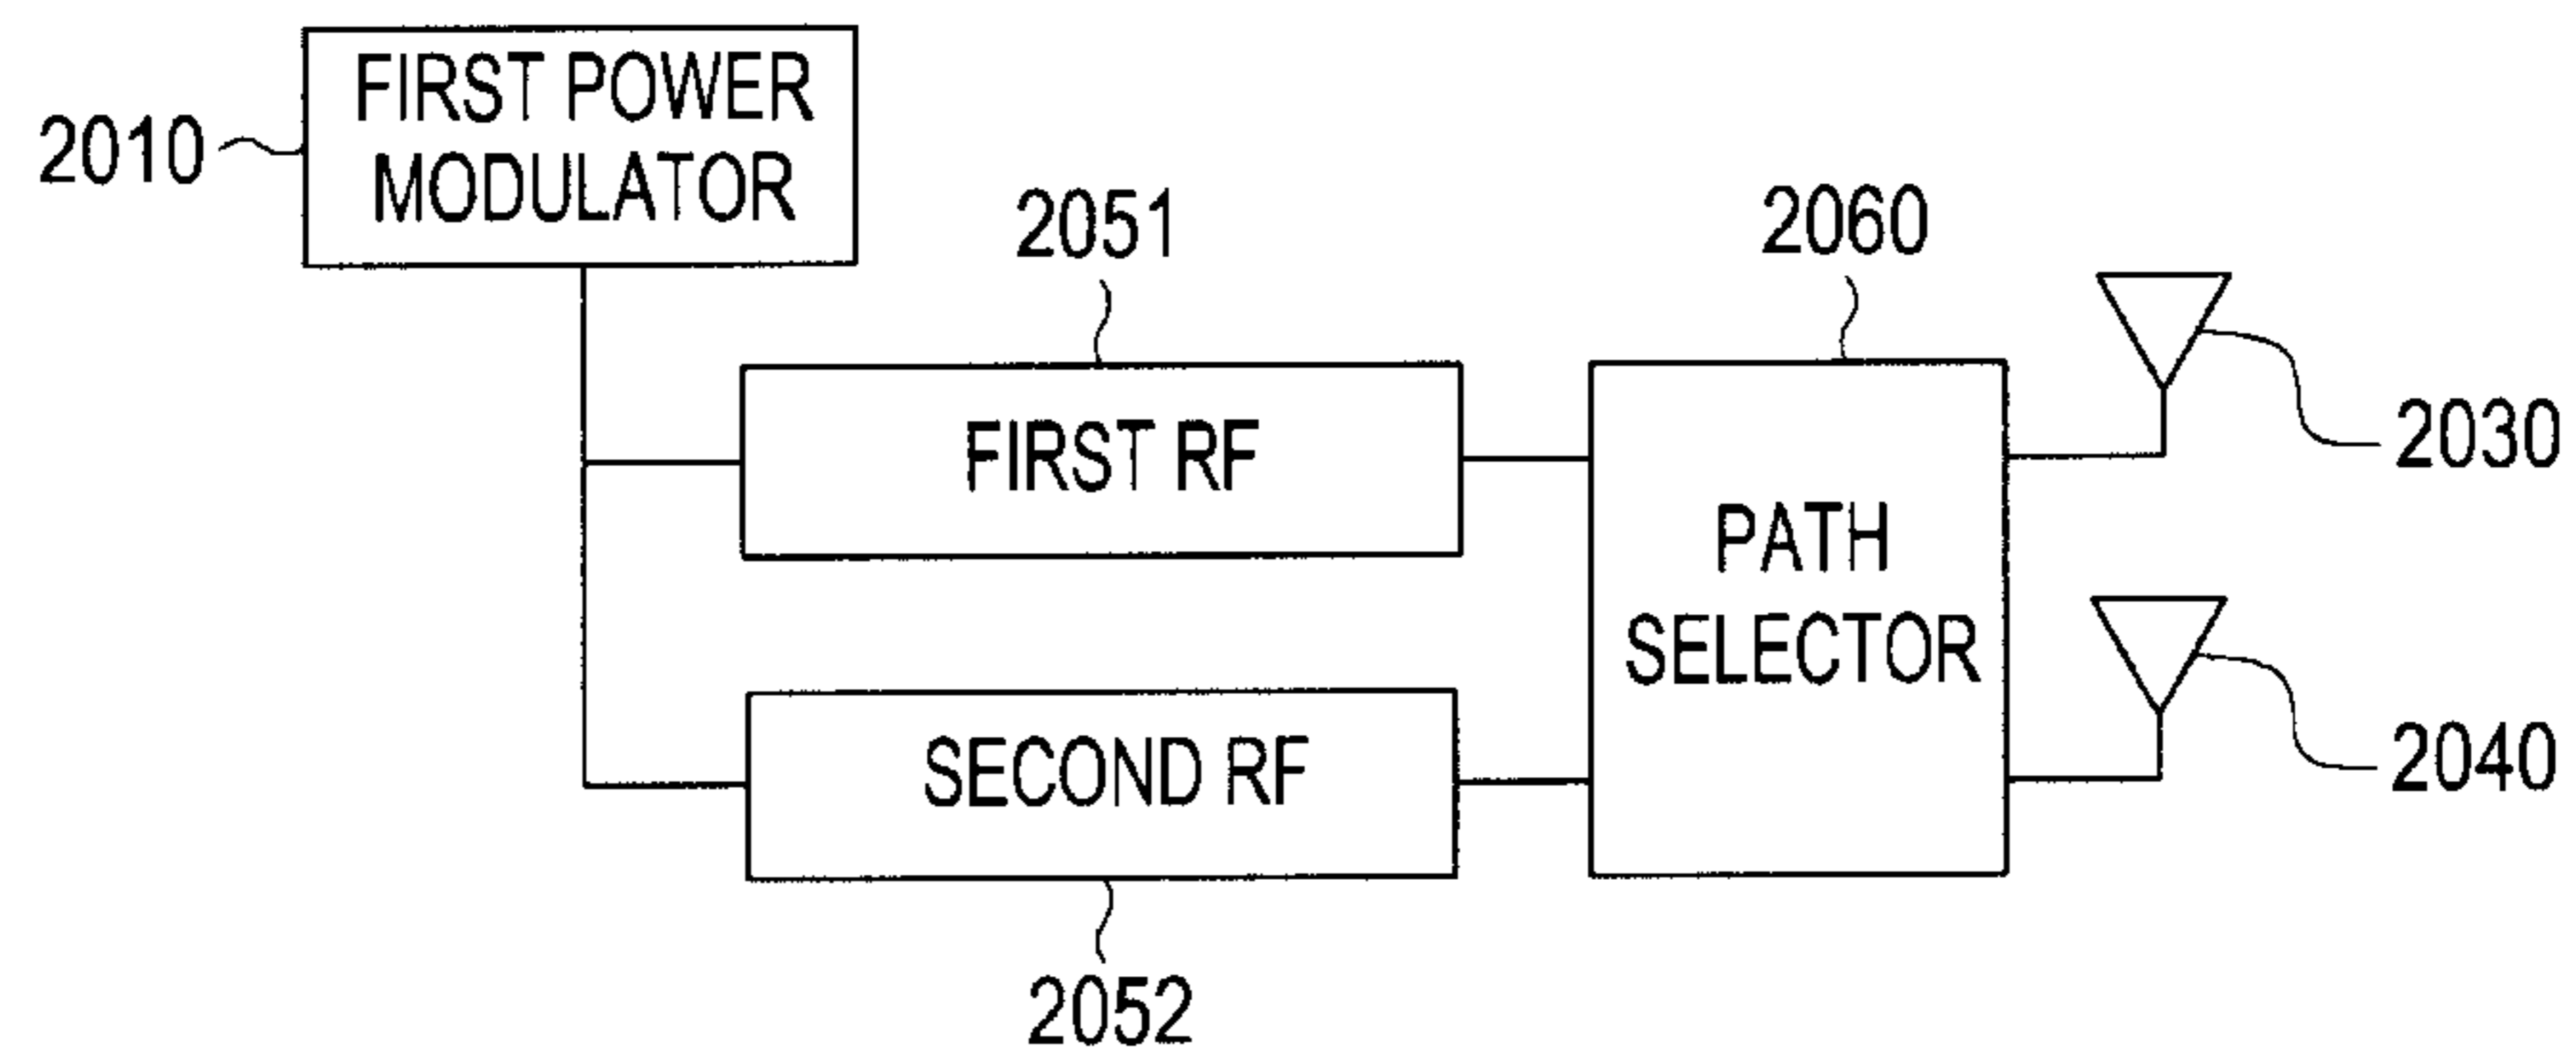 FIRST POWER
MODULATOR
2010
2051
2060
FIRST RF
2030
PATH
SELECTOR
SECOND RF
2040
2052